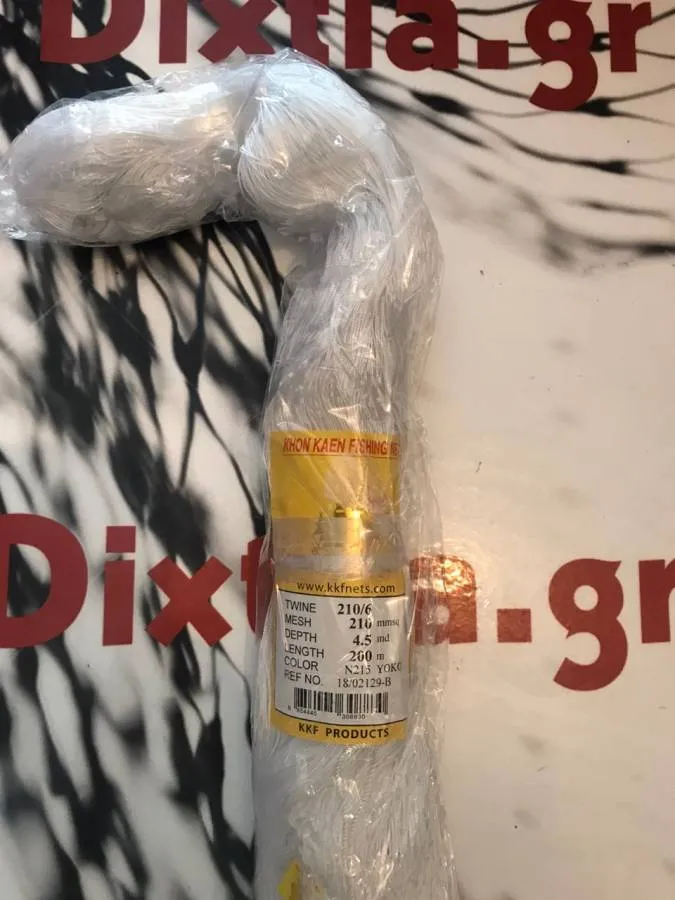 Dixtia.gr
KHON KAEN FISHING NE
Dixtia.gr
www.kkfnets.com
TWINE 210/6
MESH 210 mmsq
DEPTH 4.5 md
LENGTH 200 m
COLOR N215 YOKO
REF NO. 18/02129-B
KKF PRODUCTS